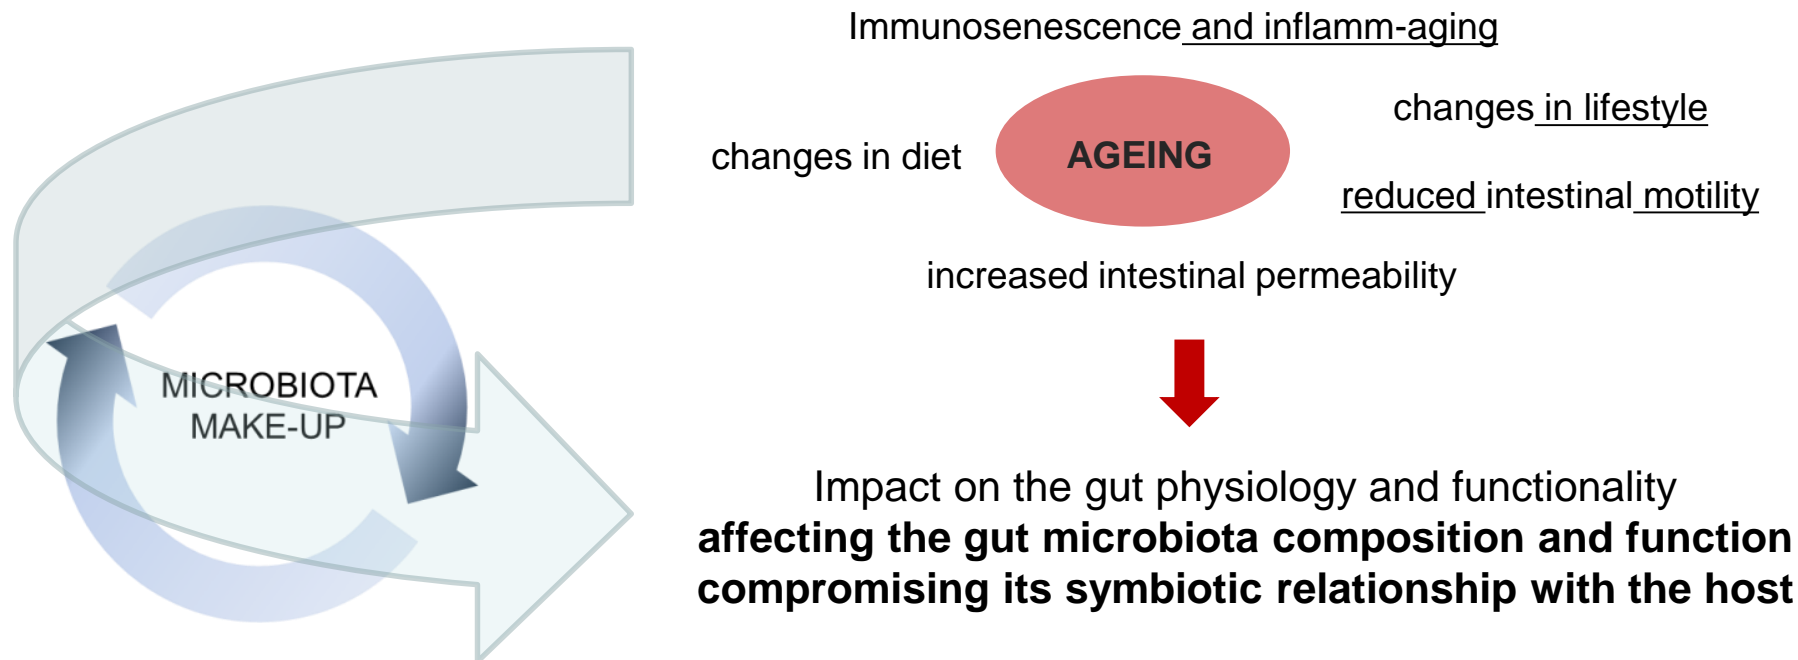 Immunosenescence and inflamm-aging
changes in lifestyle
changes in diet
AGEING
reduced intestinal motility
increased intestinal permeability
MICROBIOTA
MAKE-UP
Impact on the gut physiology and functionality
affecting the gut microbiota composition and function
compromising its symbiotic relationship with the host